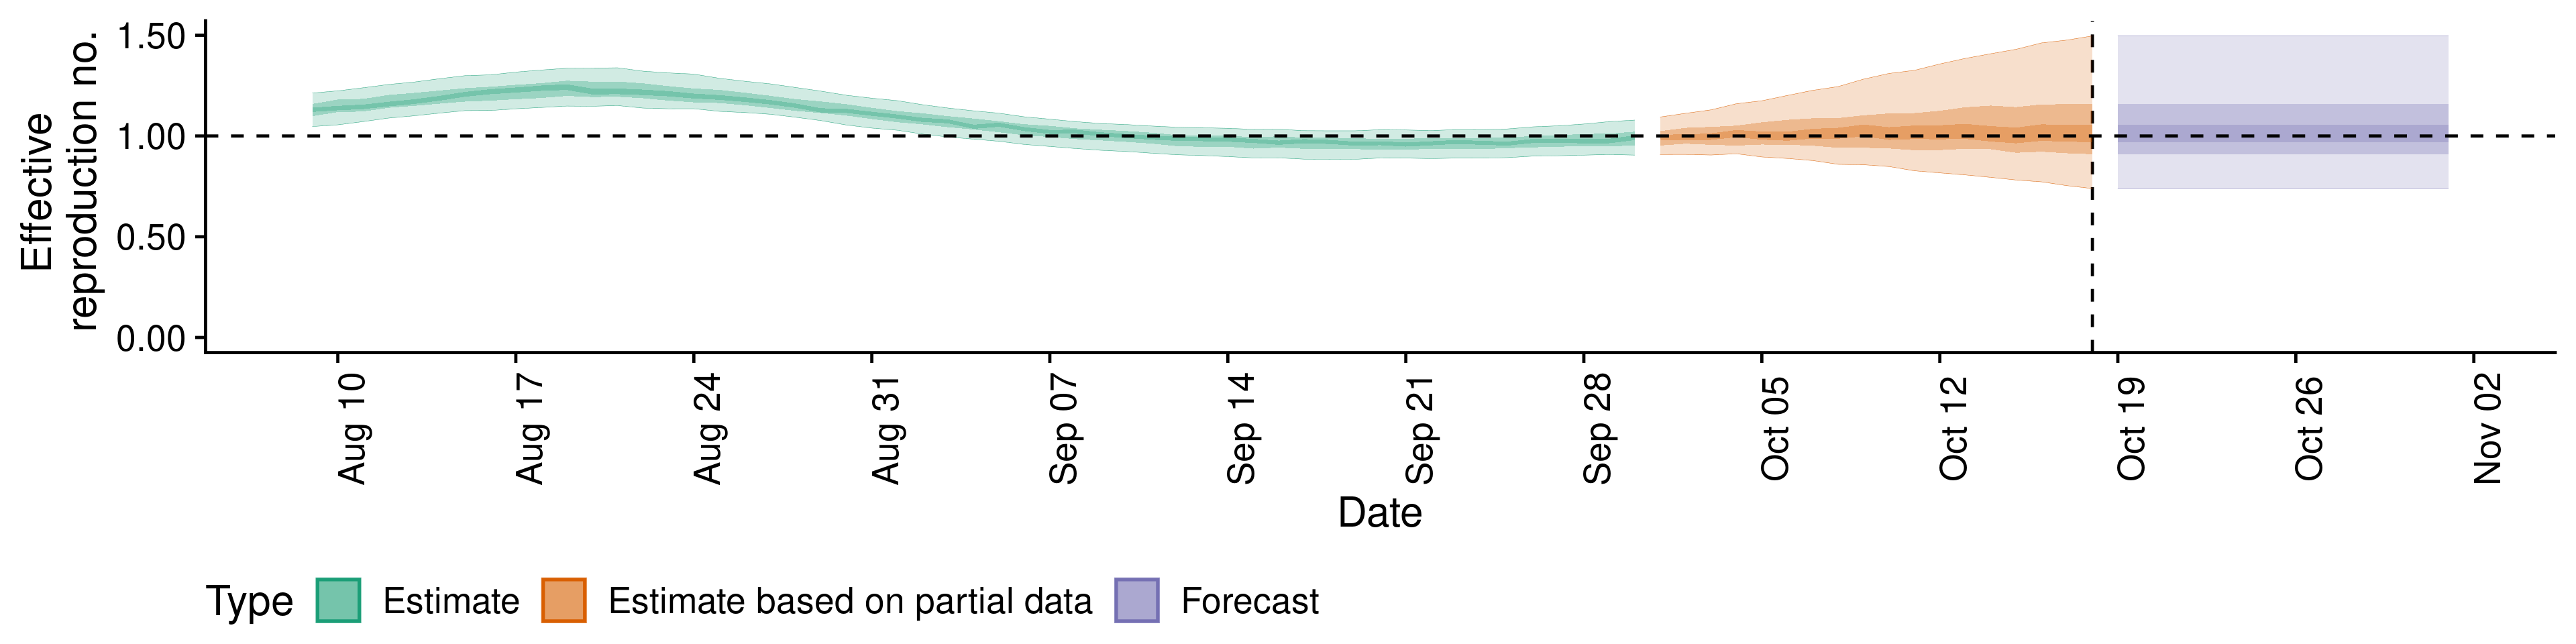 Effective
reproduction no.
1.50
1.00
0.50
0.00
Aug 10
Aug 17
Aug 24
Aug 31
Sep 07
Sep 14
Sep 21
Sep 28
Oct 05
Oct 12
Oct 19
Oct 26
Nov 02
Date
Type Estimate Estimate based on partial data Forecast